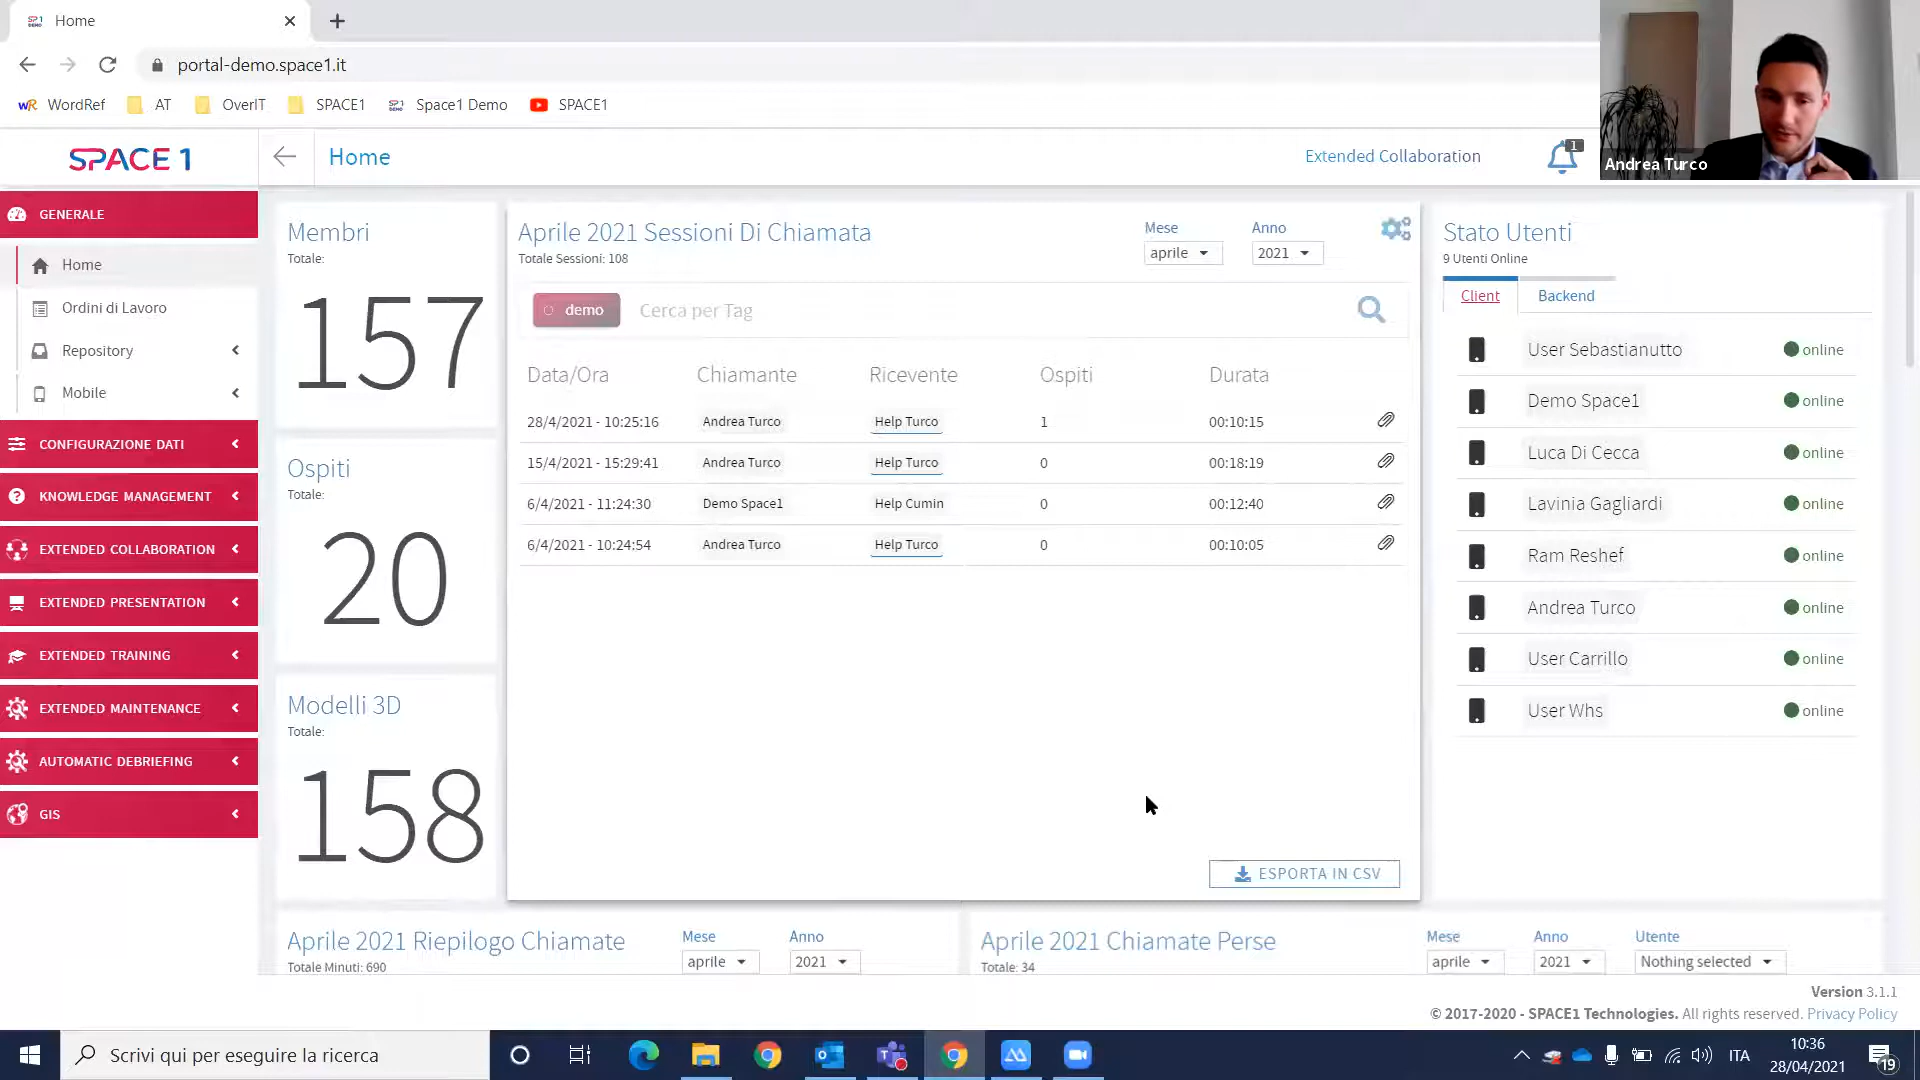 Home
portal-demo.space1.it
WordRef AT OverIT SPACE1 Space1 Demo SPACE1
SPACE 1
Home
Extended Collaboration
1
Andrea Turco
GENERALE
Home
Ordini di Lavoro
Repository
Mobile
CONFIGURAZIONE DATI
KNOWLEDGE MANAGEMENT
EXTENDED COLLABORATION
EXTENDED PRESENTATION
EXTENDED TRAINING
EXTENDED MAINTENANCE
AUTOMATIC DEBRIEFING
GIS
Membri
Totale:
157
Ospiti
Totale:
20
Modelli 3D
Totale:
158
Aprile 2021 Sessioni Di Chiamata
Totale Sessioni: 108
Mese Anno
aprile 2021
demo Cerca per Tag
Data/Ora Chiamante Ricevente Ospiti Durata
28/4/2021 - 10:25:16 Andrea Turco Help Turco 1 00:10:15
15/4/2021 - 15:29:41 Andrea Turco Help Turco 0 00:18:19
6/4/2021 - 11:24:30 Demo Space1 Help Cumin 0 00:12:40
6/4/2021 - 10:24:54 Andrea Turco Help Turco 0 00:10:05
ESPORTA IN CSV
Stato Utenti
9 Utenti Online
Client Backend
User Sebastianutto online
Demo Space1 online
Luca Di Cecca online
Lavinia Gagliardi online
Ram Reshef online
Andrea Turco online
User Carrillo online
User Whs online
Aprile 2021 Riepilogo Chiamate
Totale Minuti: 690
Mese Anno
aprile 2021
Aprile 2021 Chiamate Perse
Totale: 34
Mese Anno Utente
aprile 2021 Nothing selected
Version 3.1.1
© 2017-2020 - SPACE1 Technologies. All rights reserved. Privacy Policy
Scrivi qui per eseguire la ricerca
ITA
10:36
28/04/2021
19